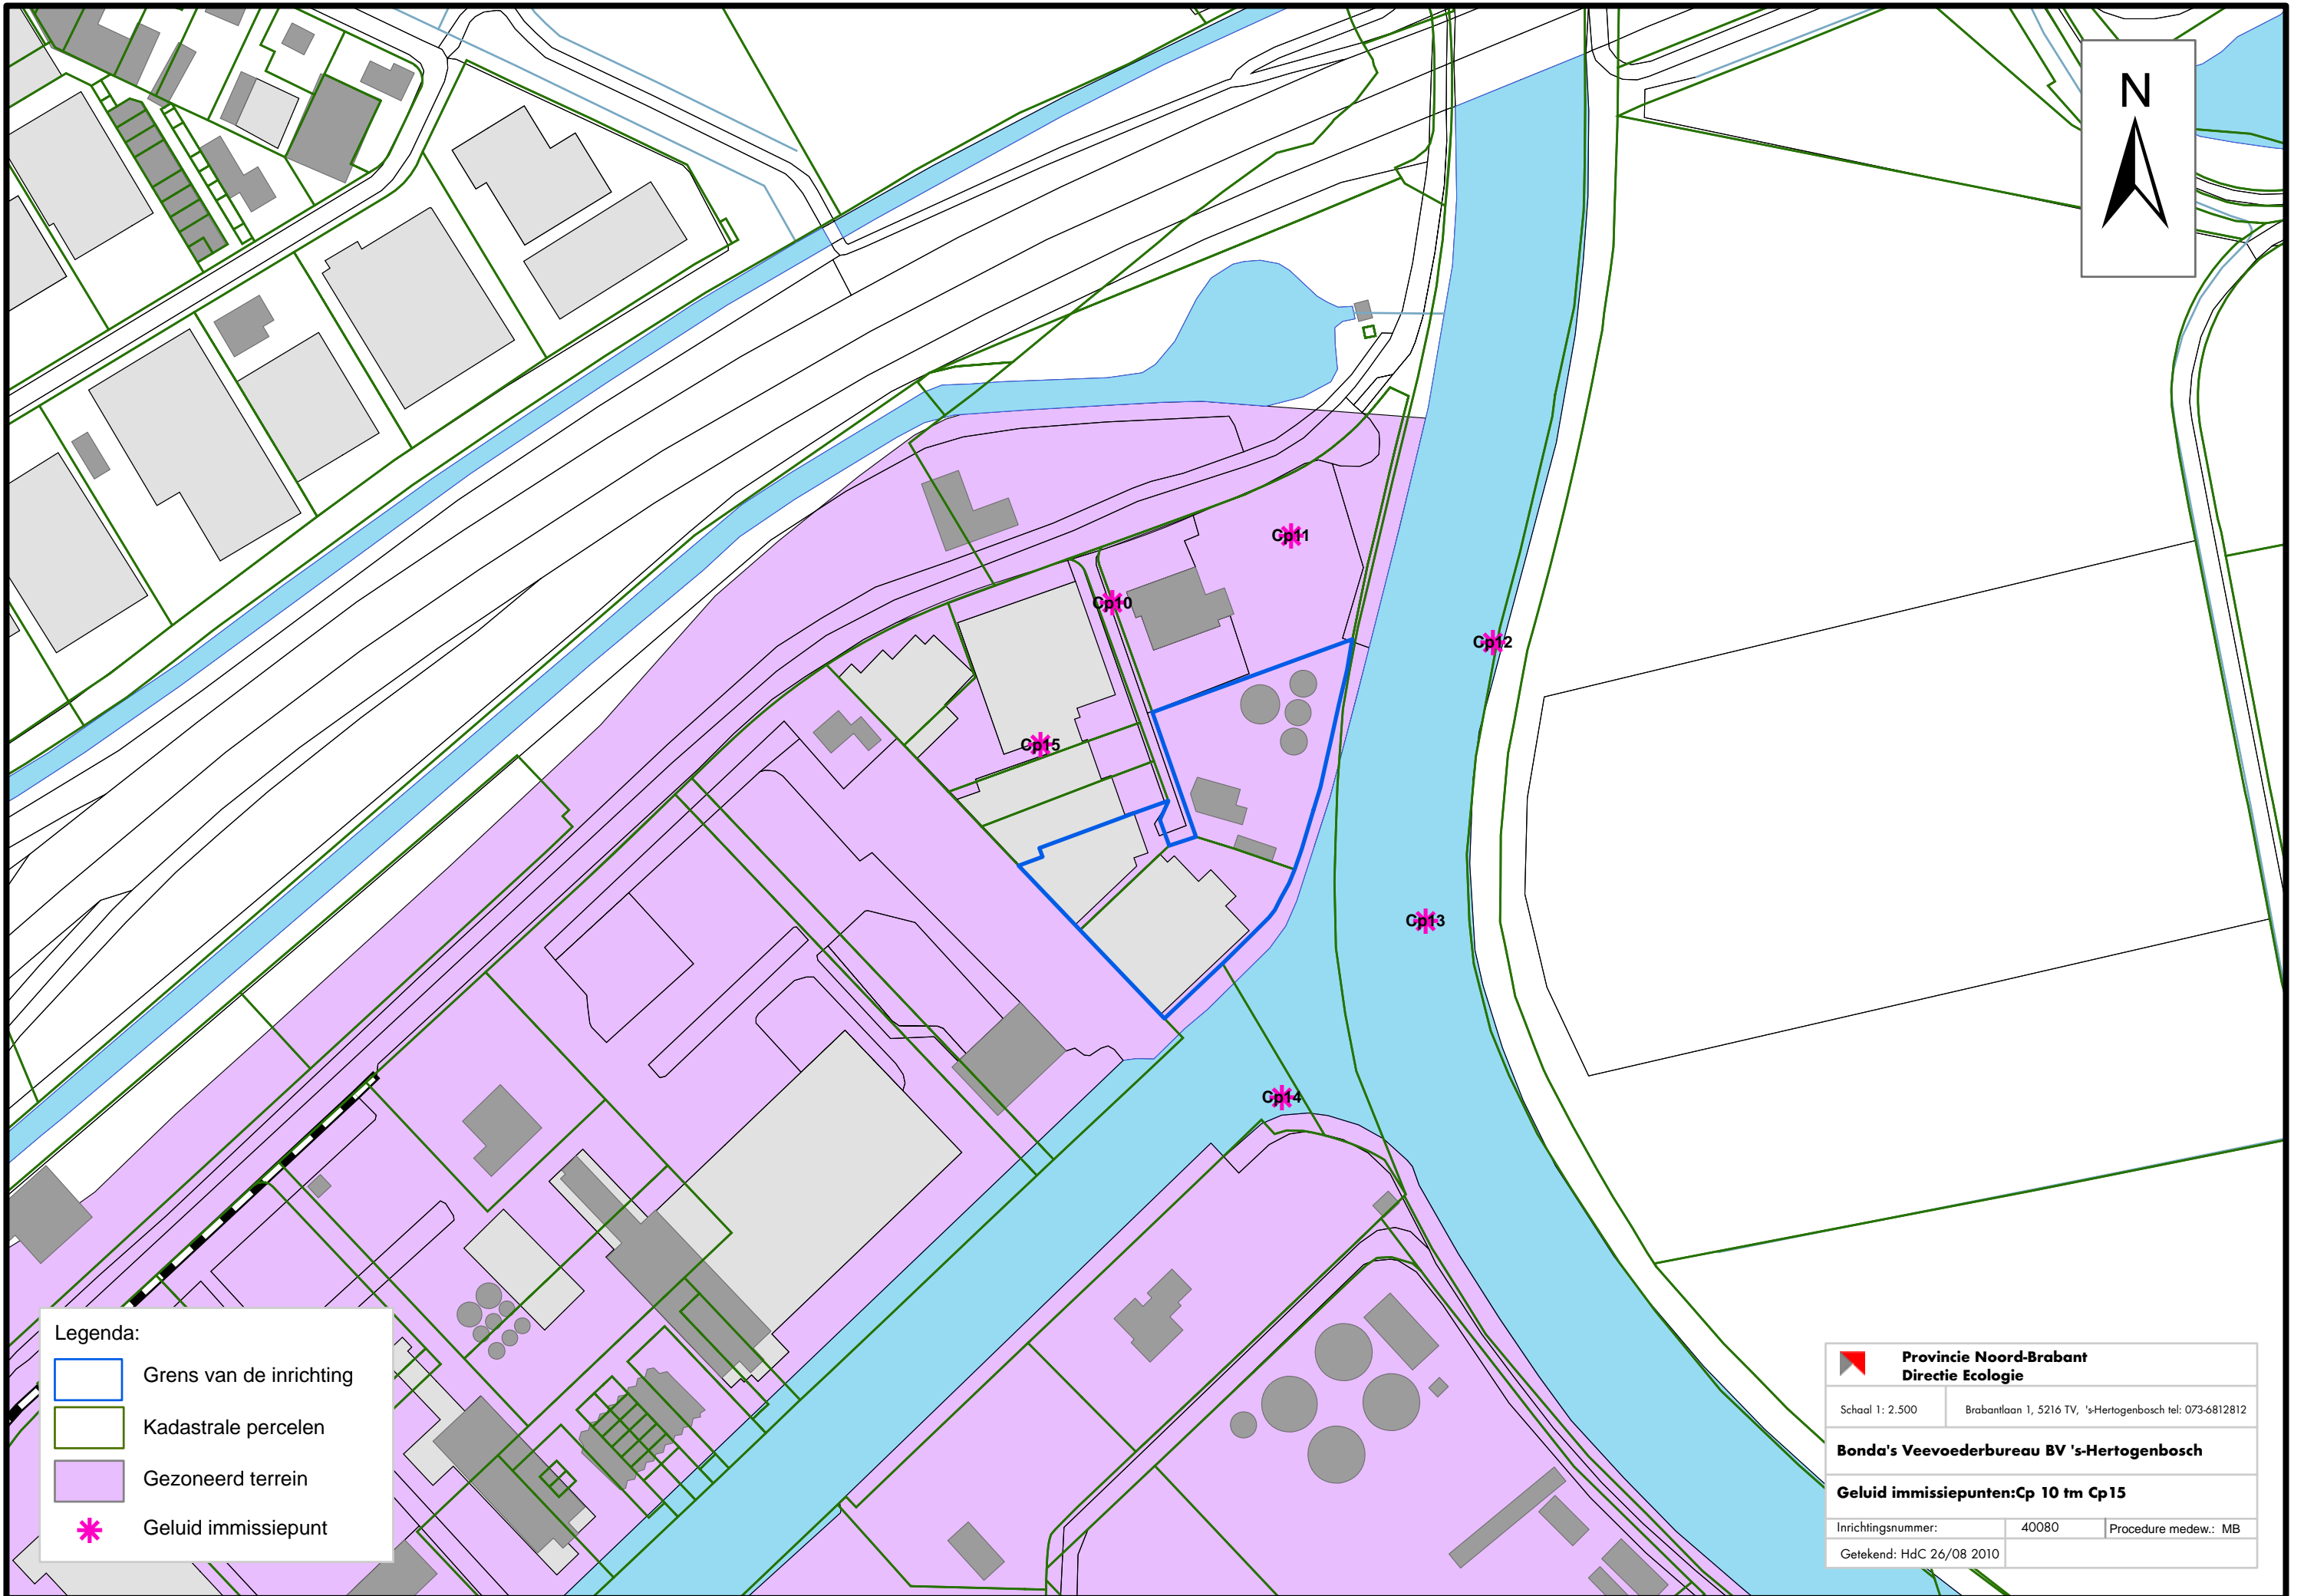 N
Cp11
Cp10
Cp12
Cp15
Cp13
Cp14
Legenda:
Grens van de inrichting
Kadastrale percelen
Gezoneerd terrein
Geluid immissiepunt
Provincie Noord-Brabant
Directie Ecologie
Schaal 1: 2.500 Brabantlaan 1, 5216 TV, 's-Hertogenbosch tel: 073-6812812
Bonda's Veevoederbureau BV 's-Hertogenbosch
Geluid immissiepunten:Cp 10 tm Cp15
Inrichtingsnummer: 40080 Procedure medew.: MB
Getekend: HdC 26/08 2010